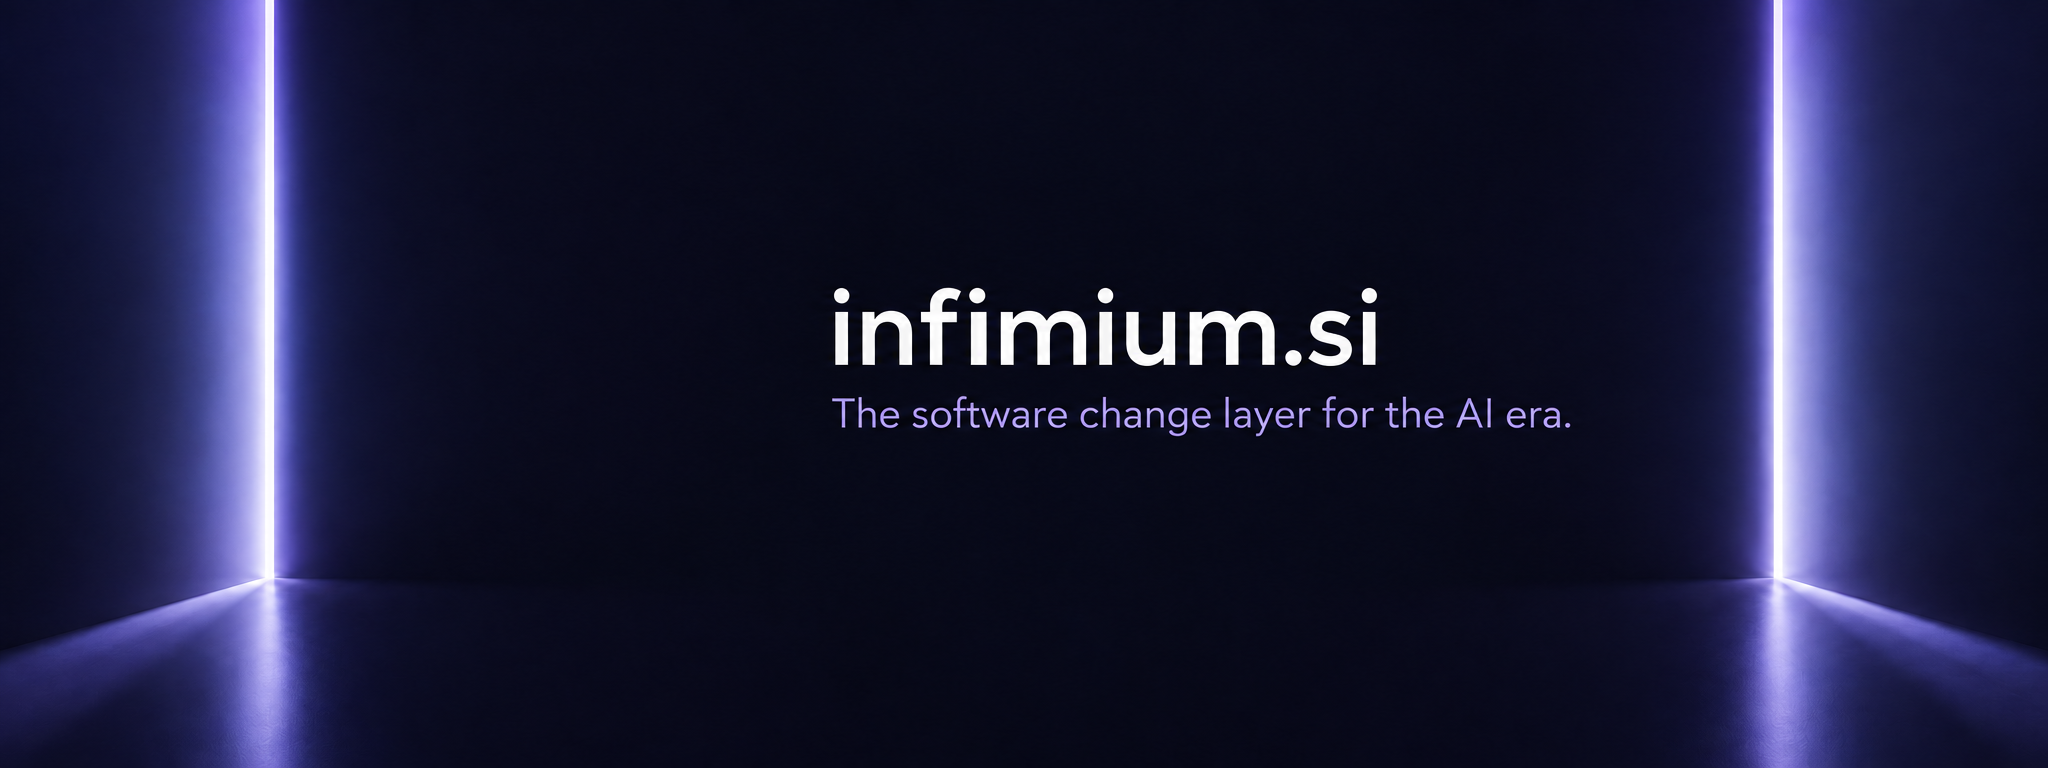 infimium.si
The software change layer for the AI era.